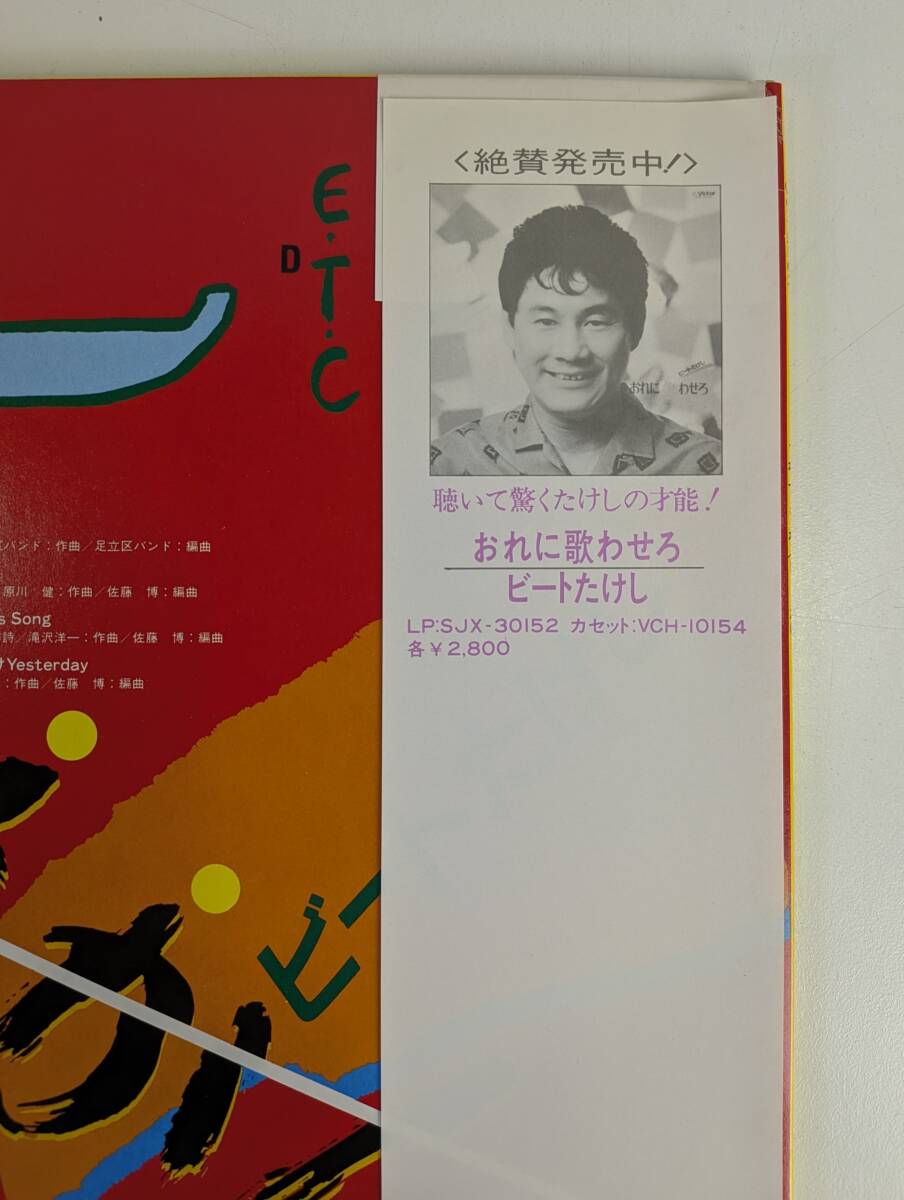 E・T・C
D
バンド：作曲／足立区バンド：編曲
原川 健：作曲／佐藤 博：編曲
s Song
詩／滝沢洋一：作曲／佐藤 博：編曲
Yesterday
：作曲／佐藤 博：編曲
ビー
〈絶賛発売中!〉
Victor
おれに わせろ
聴いて驚くたけしの才能！
おれに歌わせろ
ビートたけし
LP:SJX-30152 カセット:VCH-10154
各￥2,800